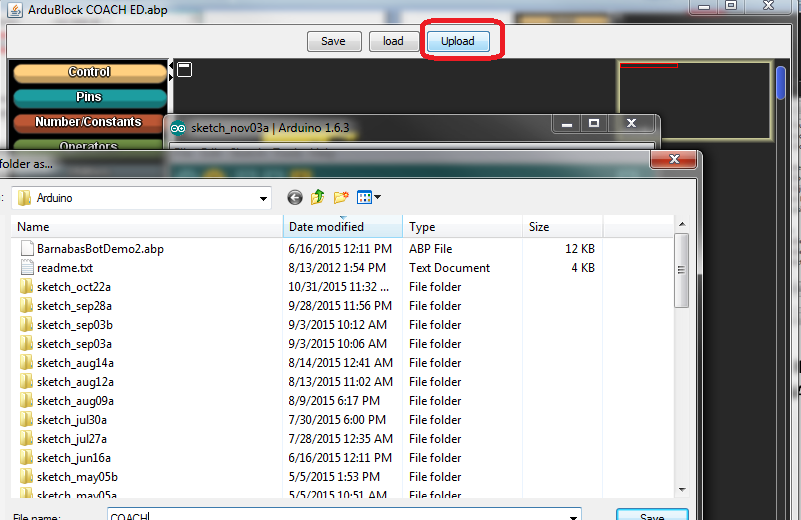 ArduBlock COACH ED.abp
Save load Upload
Control
Pins
Number/Constants
Operators
sketch_nov03a | Arduino 1.6.3
folder as...
Arduino
Name Date modified Type Size
BarnabasBotDemo2.abp 6/16/2015 12:11 PM ABP File 12 KB
readme.txt 8/13/2012 1:54 PM Text Document 4 KB
sketch_oct22a 10/31/2015 11:32 ... File folder
sketch_sep28a 9/28/2015 11:56 PM File folder
sketch_sep03b 9/3/2015 10:12 AM File folder
sketch_sep03a 9/3/2015 10:06 AM File folder
sketch_aug14a 8/14/2015 12:41 AM File folder
sketch_aug12a 8/13/2015 11:02 AM File folder
sketch_aug09a 8/9/2015 6:17 PM File folder
sketch_jul30a 7/30/2015 6:00 PM File folder
sketch_jul27a 7/28/2015 12:35 AM File folder
sketch_jun16a 6/16/2015 12:11 PM File folder
sketch_may05b 5/5/2015 1:53 PM File folder
sketch_may05a 5/5/2015 10:51 AM File folder
File name: COACH Save